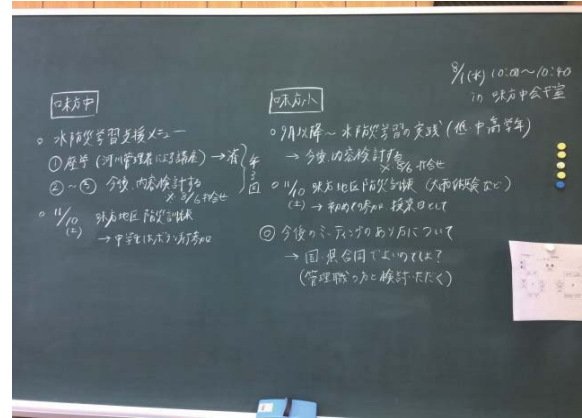 8/1(水) 10:00〜10:40
in 味方中会議室
味方中
○ 水防災学習支援メニュー
① 座学 (河川管理者による講座) →
②〜③ 今後、内容検討する
※ 8/6 打合せ
全3回
○ 11/10 味方地区防災訓練
(土) → 中学生はボランティア参加
味方小
○ 9月以降〜水防災学習の実践 (低・中高学年)
→ 今後、内容検討する
※ 8/6 打合せ
○ 11/10 味方地区防災訓練 (大雨体験など)
(土) → 初めての参加 授業日として
◎ 今後のミーティングのあり方について
→ 国・県合同でよいのでは?
(管理職の方と検討いただく)